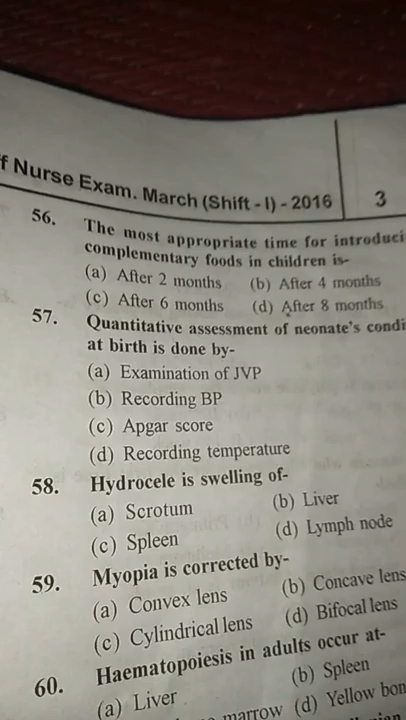 Nurse Exam. March (Shift - I) - 2016 3
56. The most appropriate time for
complementary foods in children is-
(a) After 2 months (b) After 4 months
(c) After 6 months (d) After 8 months
57. Quantitative assessment of neonate's
at birth is done by-
(a) Examination of JVP
(b) Recording BP
(c) Apgar score
(d) Recording temperature
58. Hydrocele is swelling of-
(a) Scrotum (b) Liver
(c) Spleen (d) Lymph node
59. Myopia is corrected by-
(a) Convex lens (b) Concave lens
(c) Cylindrical lens (d) Bifocal lens
60. Haematopoiesis in adults occur at-
(a) Liver (b) Spleen
marrow (d) Yellow